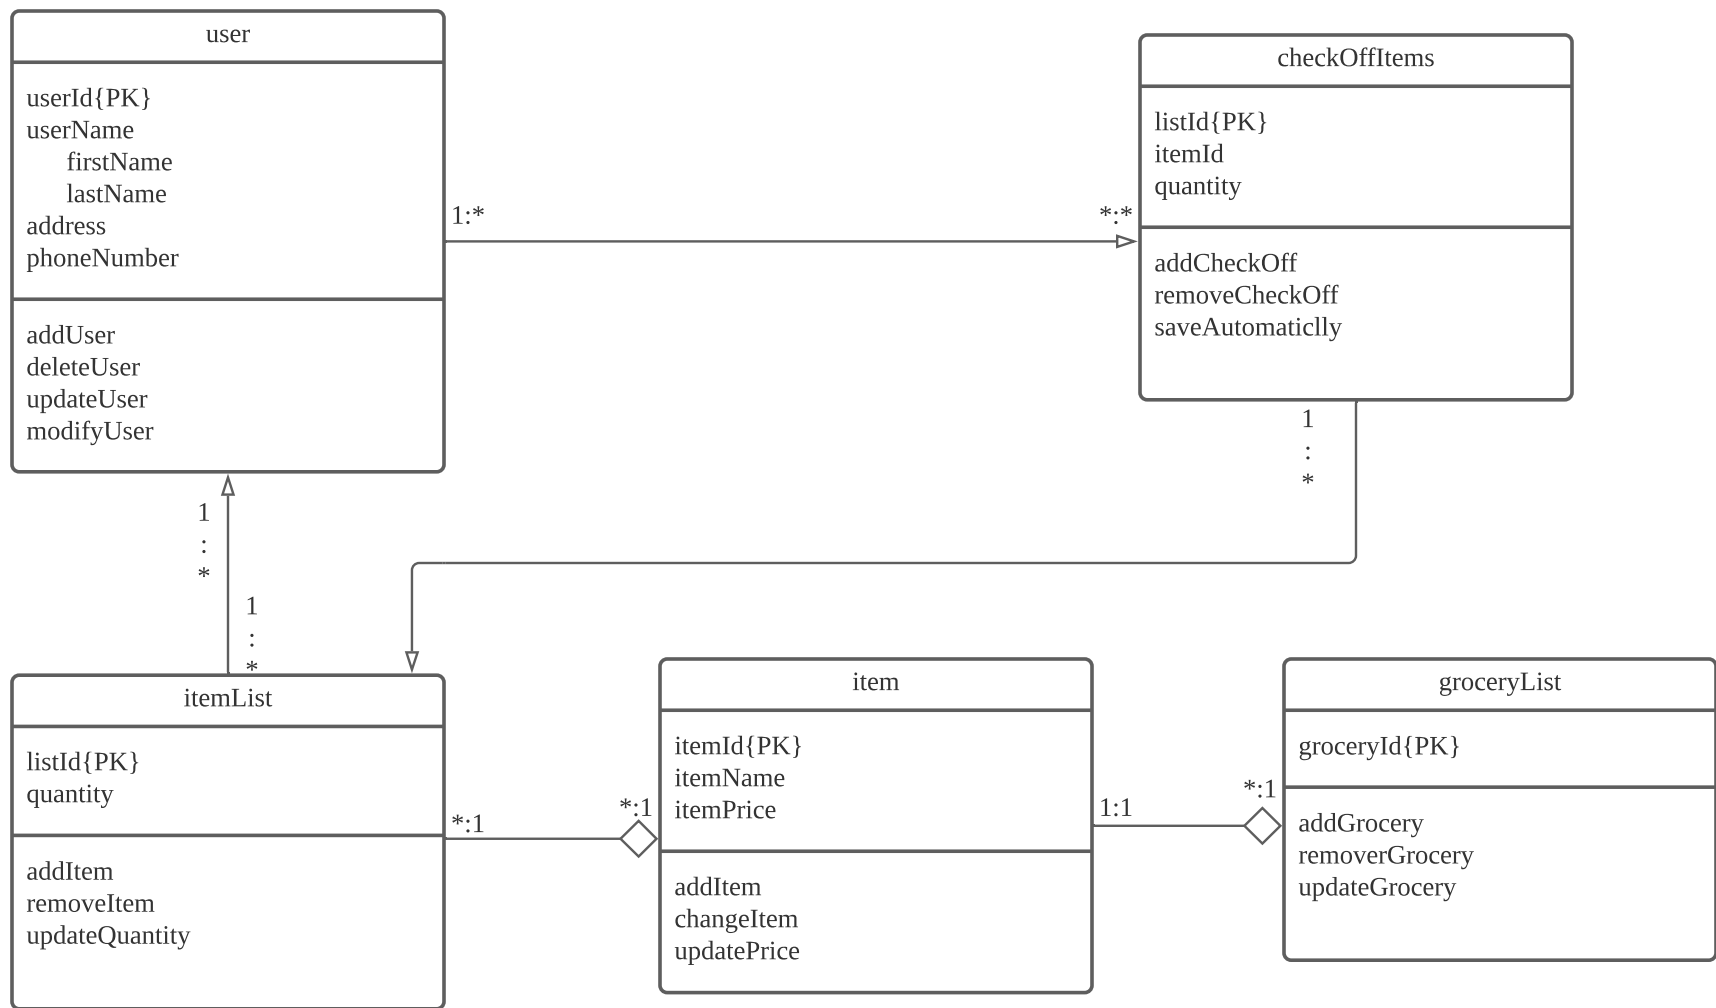 user
userId{PK}
userName
firstName
lastName
address
phoneNumber
addUser
deleteUser
updateUser
modifyUser
checkOffItems
listId{PK}
itemId
quantity
addCheckOff
removeCheckOff
saveAutomaticlly
1:*
*:*
1
:
*
1
:
*
1
:
*
itemList
listId{PK}
quantity
addItem
removeItem
updateQuantity
*:1
*:1
item
itemId{PK}
itemName
itemPrice
addItem
changeItem
updatePrice
1:1
*:1
groceryList
groceryId{PK}
addGrocery
removerGrocery
updateGrocery